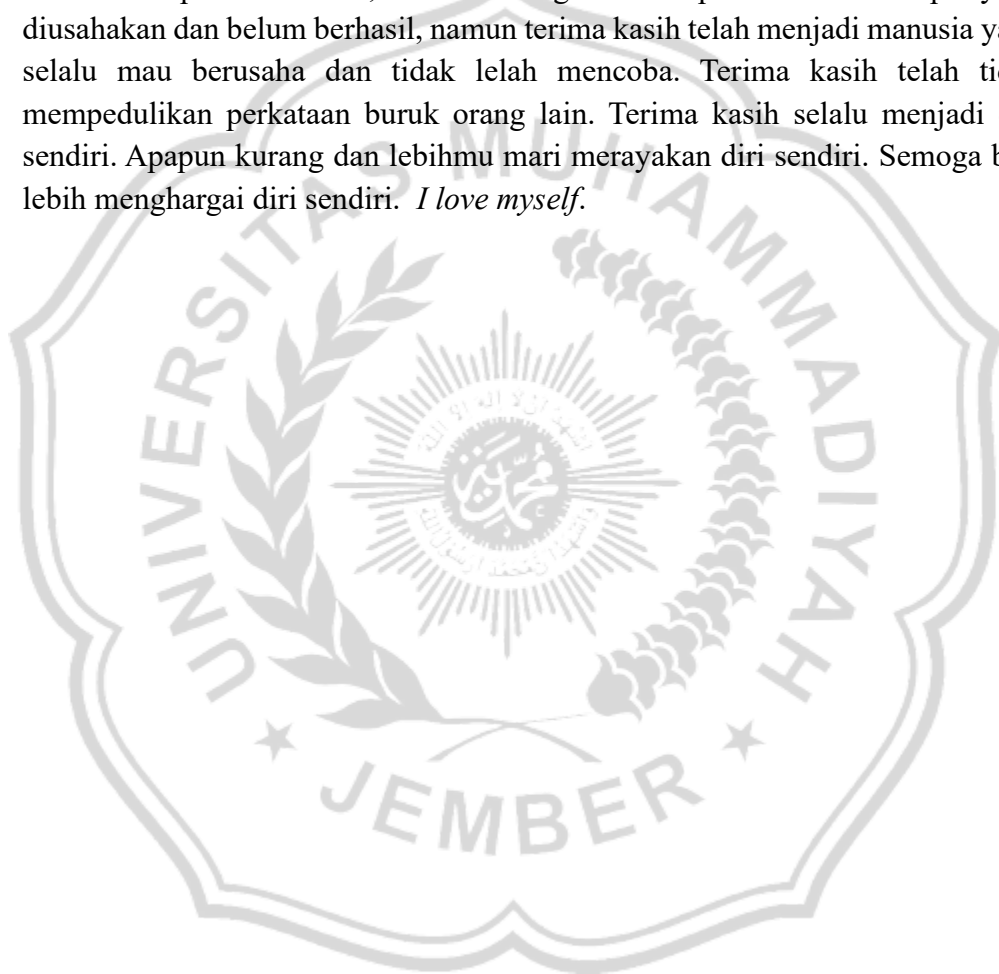 diusahakan dan belum berhasil, namun terima kasih telah menjadi manusia
selalu mau berusaha dan tidak lelah mencoba. Terima kasih telah
mempedulikan perkataan buruk orang lain. Terima kasih selalu menjadi
sendiri. Apapun kurang dan lebihmu mari merayakan diri sendiri. Semoga
lebih menghargai diri sendiri. I love myself.
UNIVERSITAS MUHAMMADIYAH
JEMBER